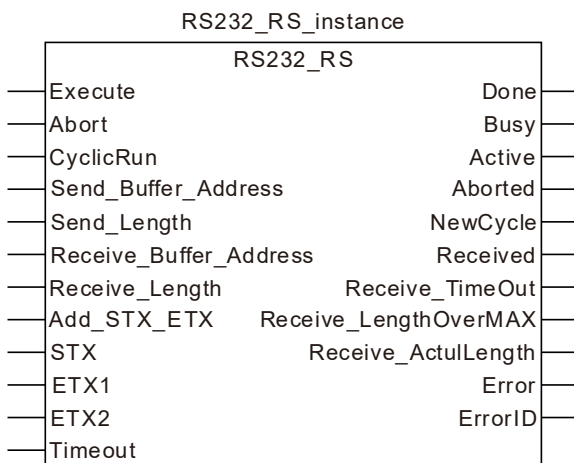 RS232_RS_instance
RS232_RS
Execute Done
Abort Busy
CyclicRun Active
Send_Buffer_Address Aborted
Send_Length NewCycle
Receive_Buffer_Address Received
Receive_Length Receive_TimeOut
Add_STX_ETX Receive_LengthOverMAX
STX Receive_ActulLength
ETX1 Error
ETX2 ErrorID
Timeout